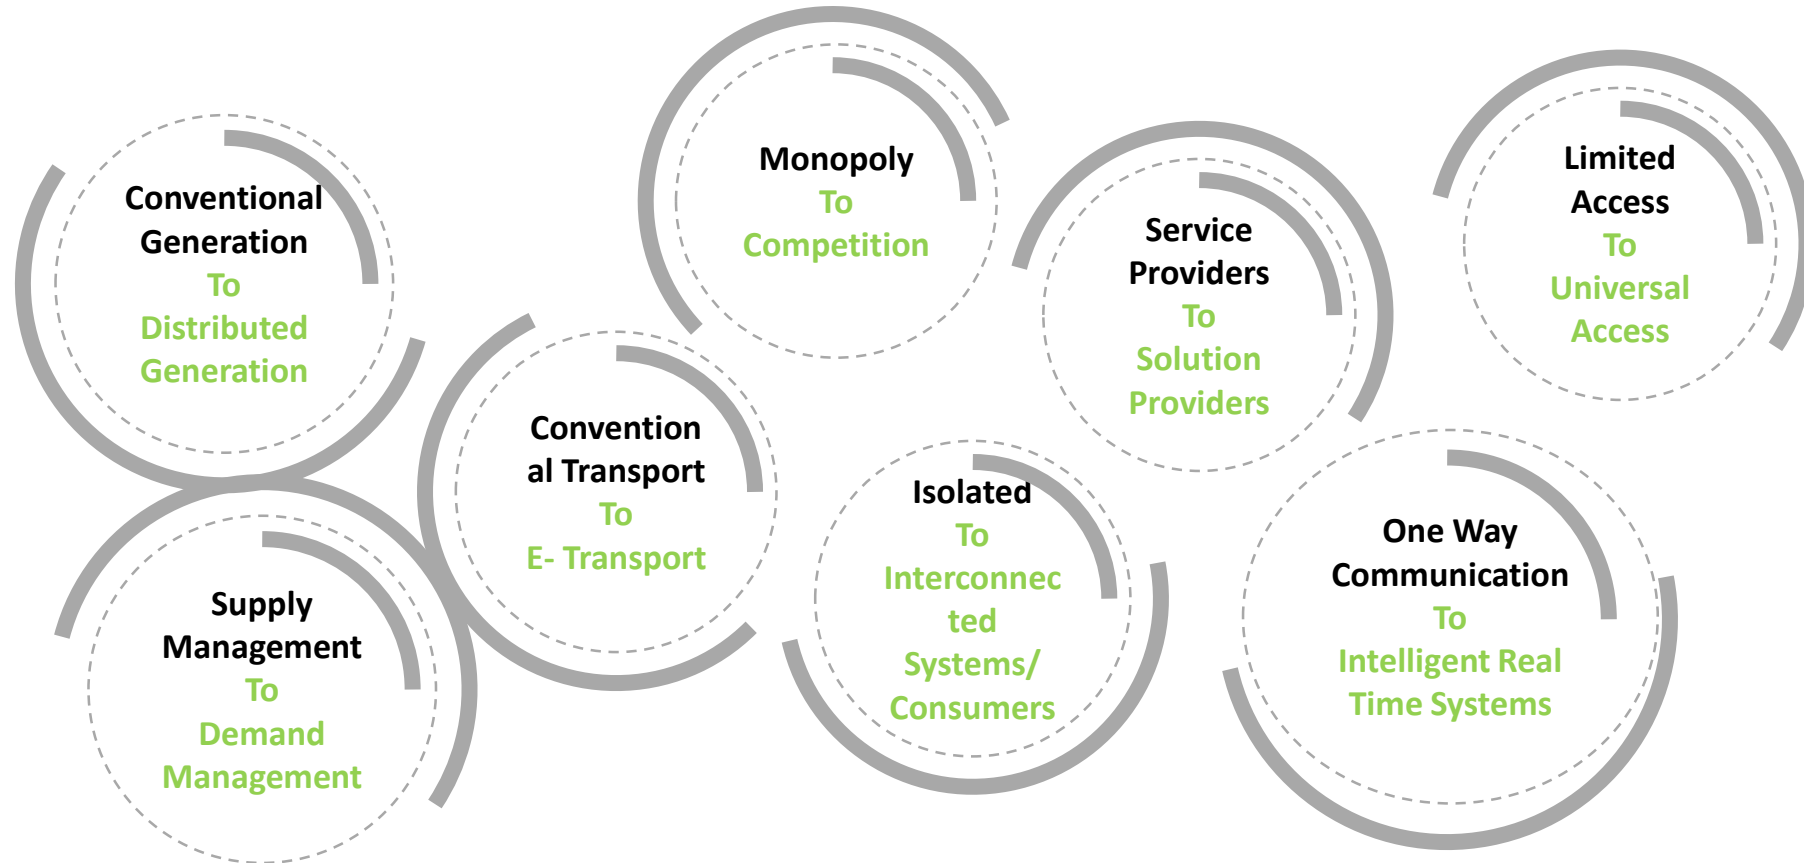 Conventional
Generation
To
Distributed
Generation
Supply
Management
To
Demand
Management
Convention
al Transport
To
E- Transport
Monopoly
To
Competition
Isolated
To
Interconnec
ted
Systems/
Consumers
Service
Providers
To
Solution
Providers
One Way
Communication
To
Intelligent Real
Time Systems
Limited
Access
To
Universal
Access